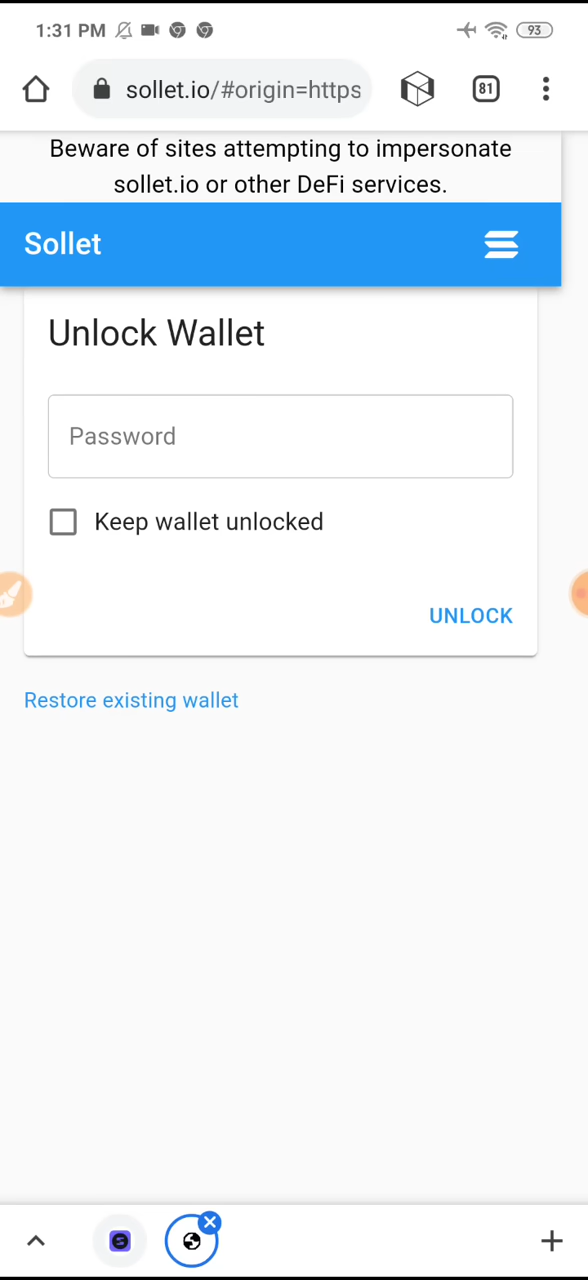 1:31 PM 93
sollet.io/#origin=https 81
Beware of sites attempting to impersonate
sollet.io or other DeFi services.
Sollet
Unlock Wallet
Password
Keep wallet unlocked
UNLOCK
Restore existing wallet